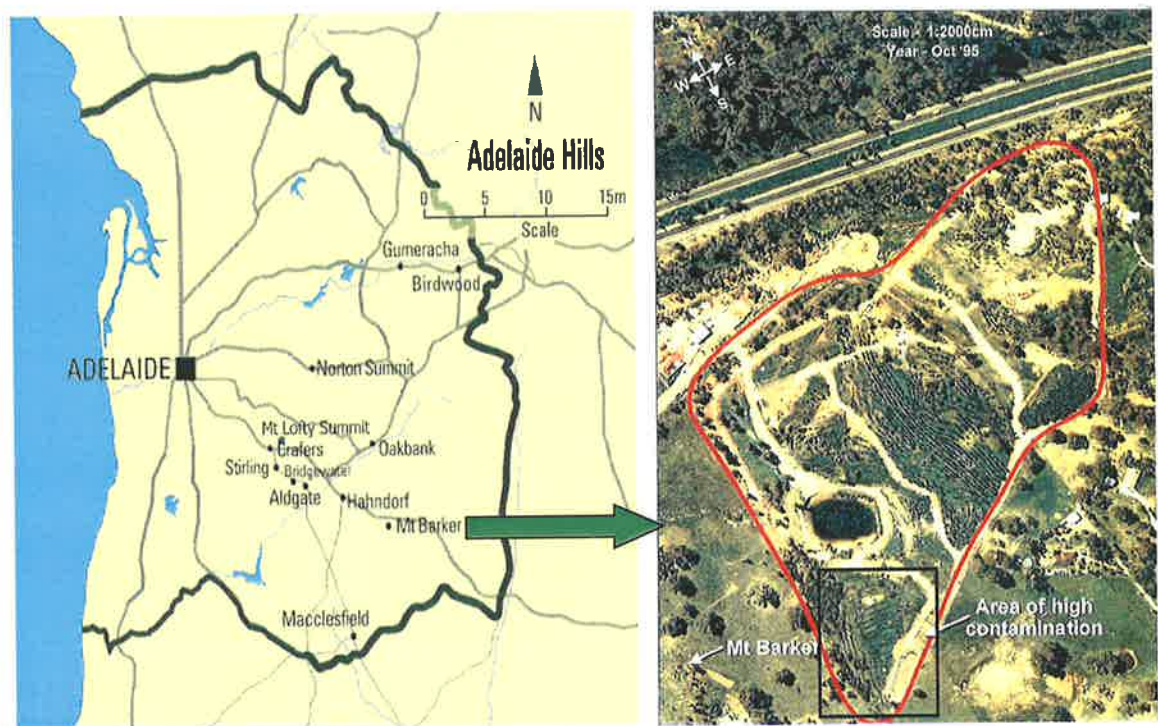 N
Adelaide Hills
0 5 10 15m
Scale
Gumeracha
Birdwood
ADELAIDE
Norton Summit
Mt Lofty Summit
Crafers
Oakbank
Stirling
Bridgewater
Aldgate
Hahndorf
Mt Barker
Macclesfield
Scale - 1:2000cm
Year - Oct '95
N
E
W
S
Area of high
contamination
Mt Barker